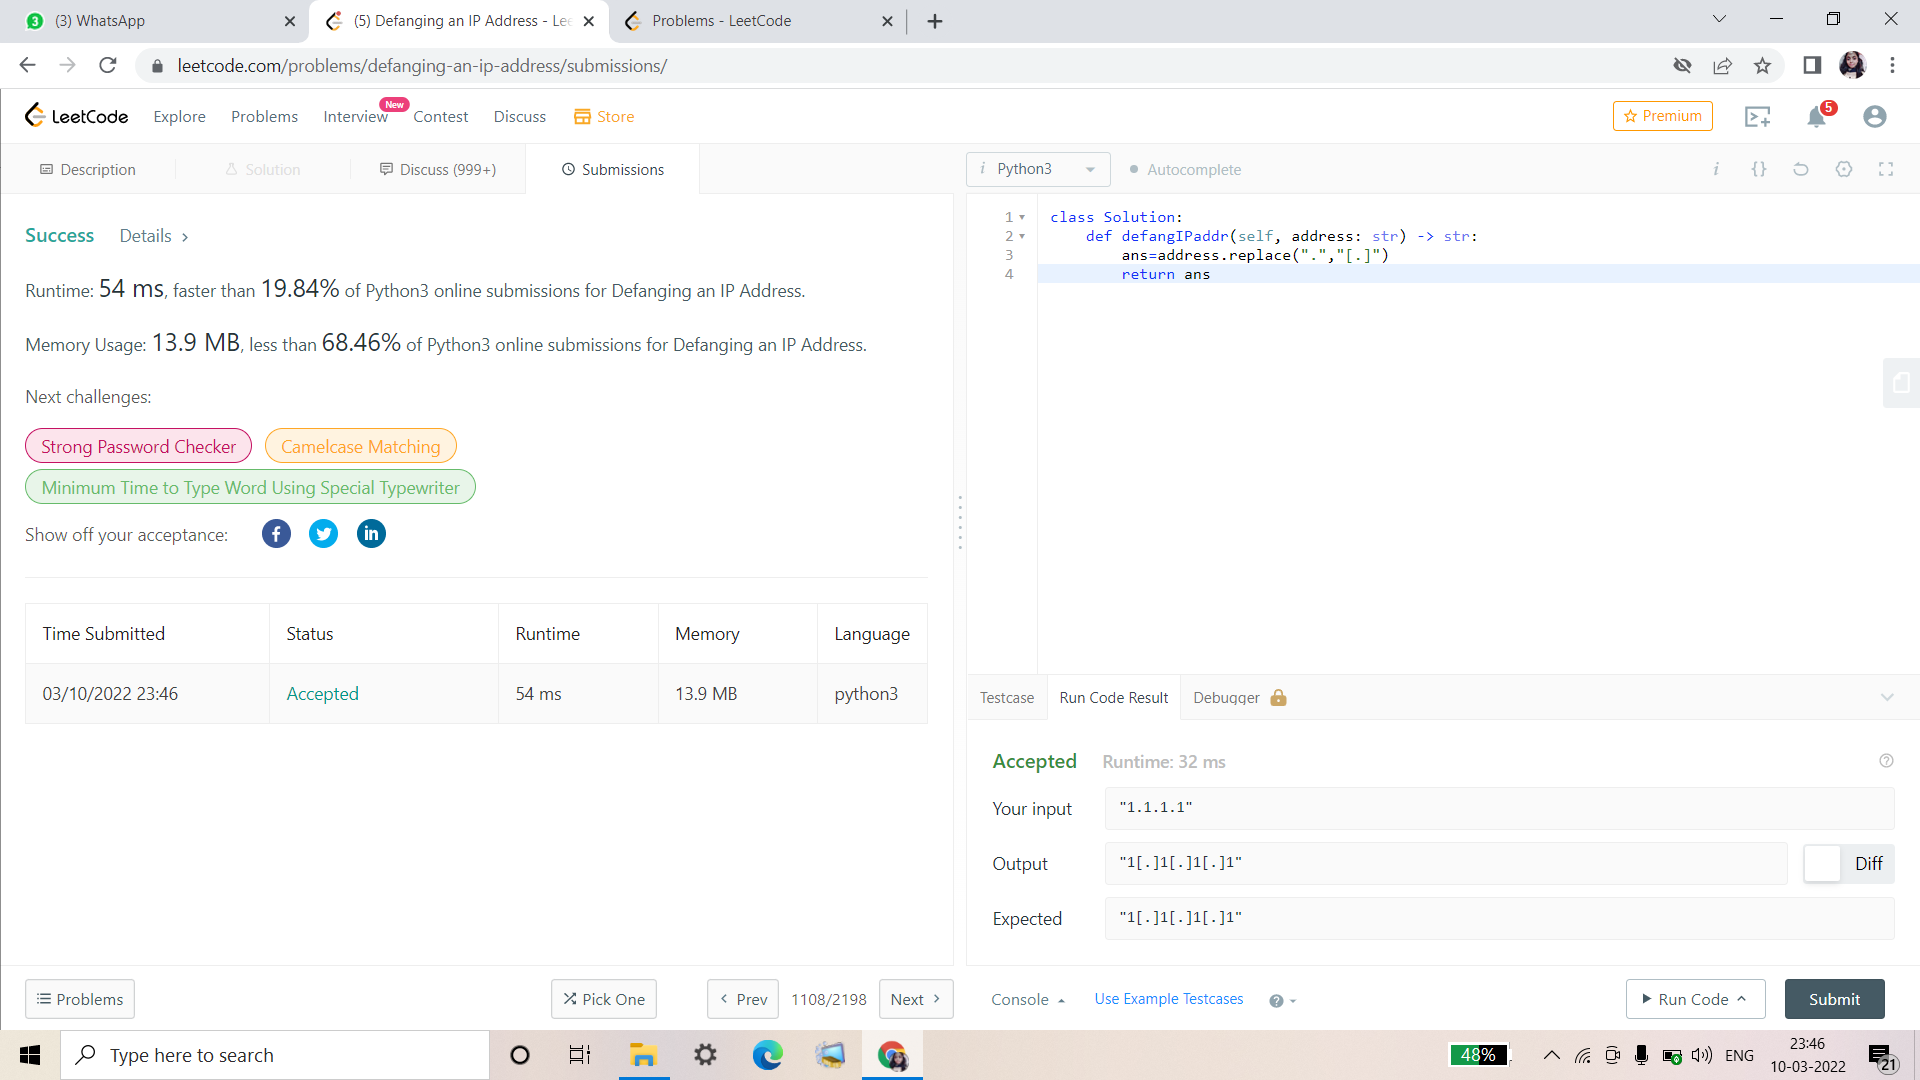 3 (3) WhatsApp
(5) Defanging an IP Address - Lee
Problems - LeetCode
leetcode.com/problems/defanging-an-ip-address/submissions/
LeetCode Explore Problems Interview New Contest Discuss Store
Premium 5
Description Solution Discuss (999+) Submissions
i Python3 Autocomplete i {}
Success Details >
Runtime: 54 ms, faster than 19.84% of Python3 online submissions for Defanging an IP Address.
Memory Usage: 13.9 MB, less than 68.46% of Python3 online submissions for Defanging an IP Address.
Next challenges:
Strong Password Checker Camelcase Matching
Minimum Time to Type Word Using Special Typewriter
Show off your acceptance: f in
Time Submitted Status Runtime Memory Language
03/10/2022 23:46 Accepted 54 ms 13.9 MB python3
1 class Solution:
2 def defangIPaddr(self, address: str) -> str:
3 ans=address.replace(".","[.]")
4 return ans
Testcase Run Code Result Debugger
Accepted Runtime: 32 ms ?
Your input "1.1.1.1"
Output "1[.]1[.]1[.]1" Diff
Expected "1[.]1[.]1[.]1"
Problems Pick One < Prev 1108/2198 Next >
Console Use Example Testcases ? Run Code Submit
Type here to search
48% ENG 23:46
10-03-2022 21